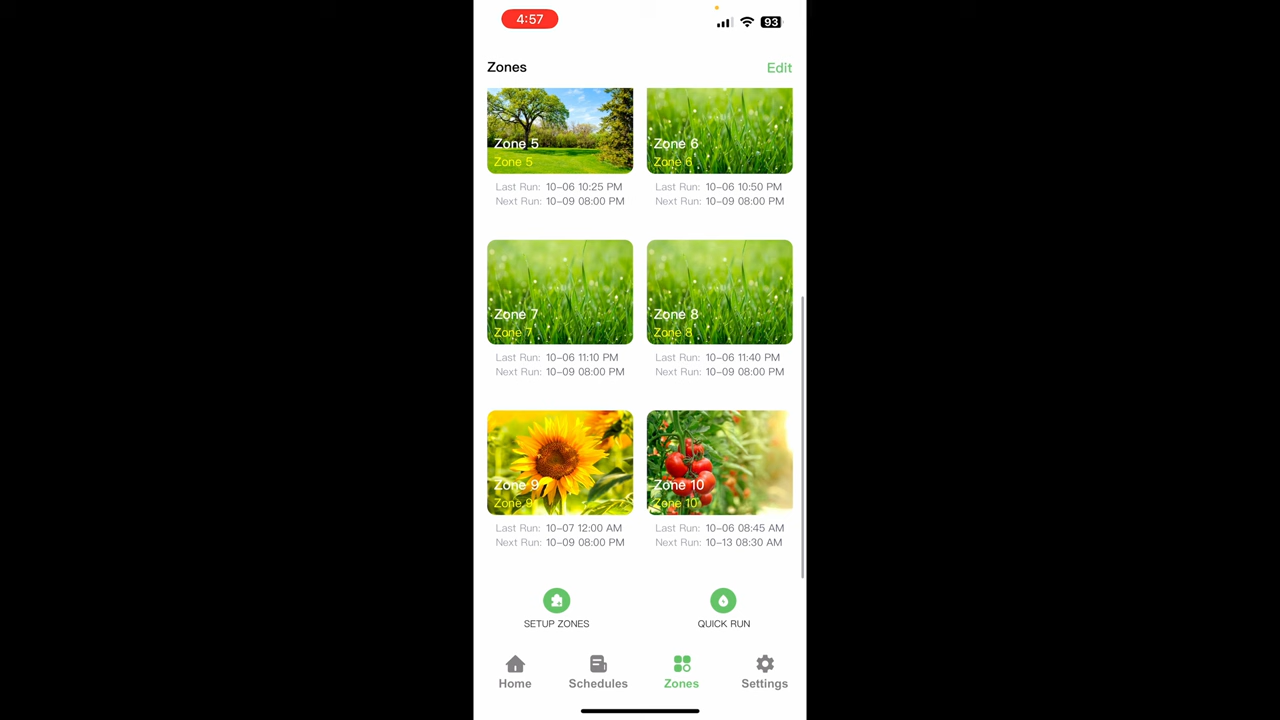 4:57
93
Zones
Edit
Zone 5
Zone 5
Zone 6
Zone 6
Last Run: 10-06 10:25 PM
Next Run: 10-09 08:00 PM
Last Run: 10-06 10:50 PM
Next Run: 10-09 08:00 PM
Zone 7
Zone 7
Zone 8
Zone 8
Last Run: 10-06 11:10 PM
Next Run: 10-09 08:00 PM
Last Run: 10-06 11:40 PM
Next Run: 10-09 08:00 PM
Zone 9
Zone 9
Zone 10
Zone 10
Last Run: 10-07 12:00 AM
Next Run: 10-09 08:00 PM
Last Run: 10-06 08:45 AM
Next Run: 10-13 08:30 AM
SETUP ZONES
QUICK RUN
Home
Schedules
Zones
Settings